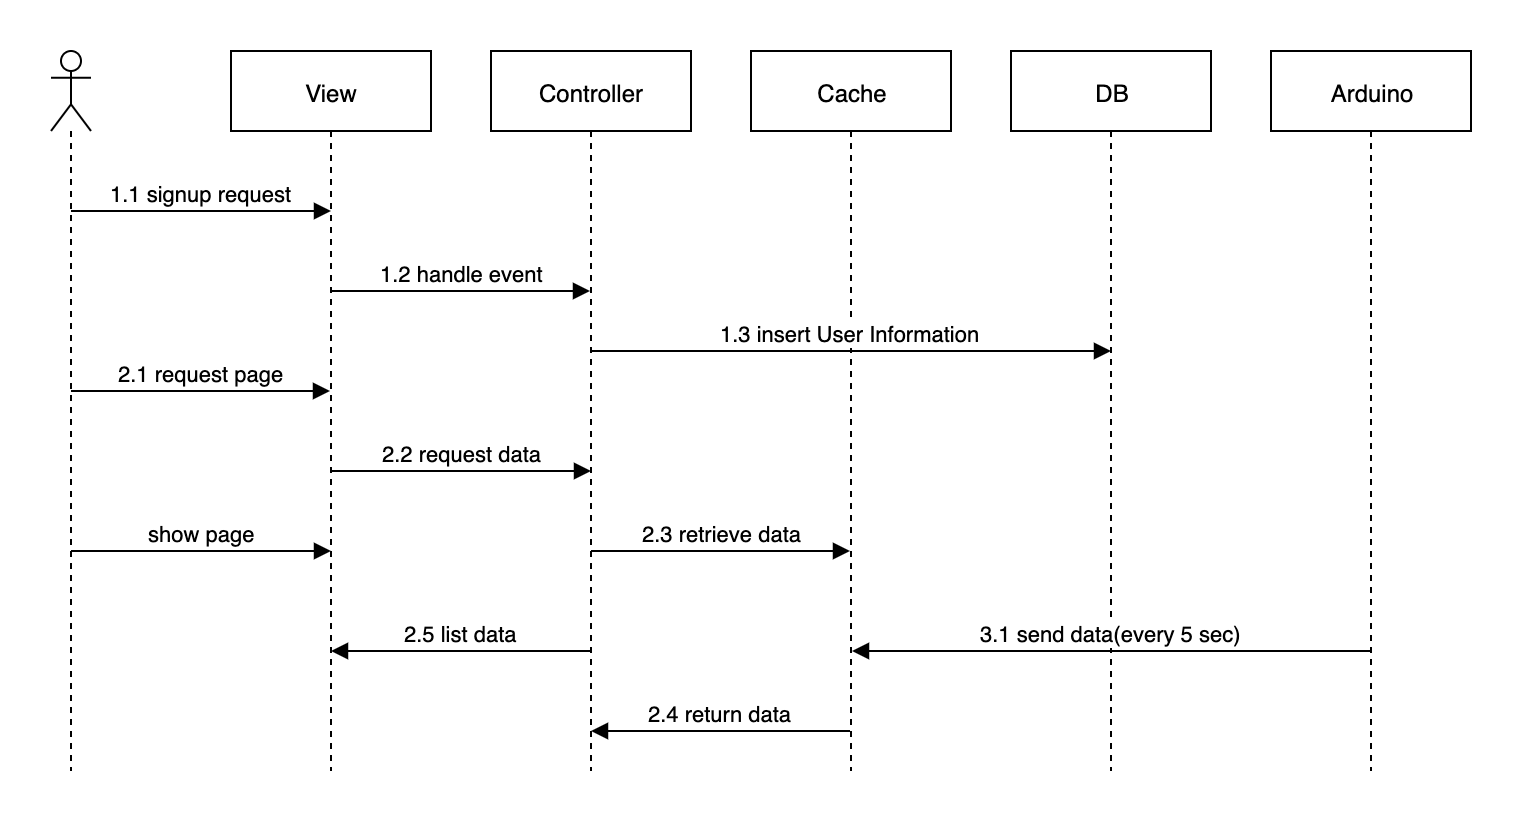 View
Controller
Cache
DB
Arduino
1.1 signup request
1.2 handle event
1.3 insert User Information
2.1 request page
2.2 request data
show page
2.3 retrieve data
2.5 list data
3.1 send data(every 5 sec)
2.4 return data